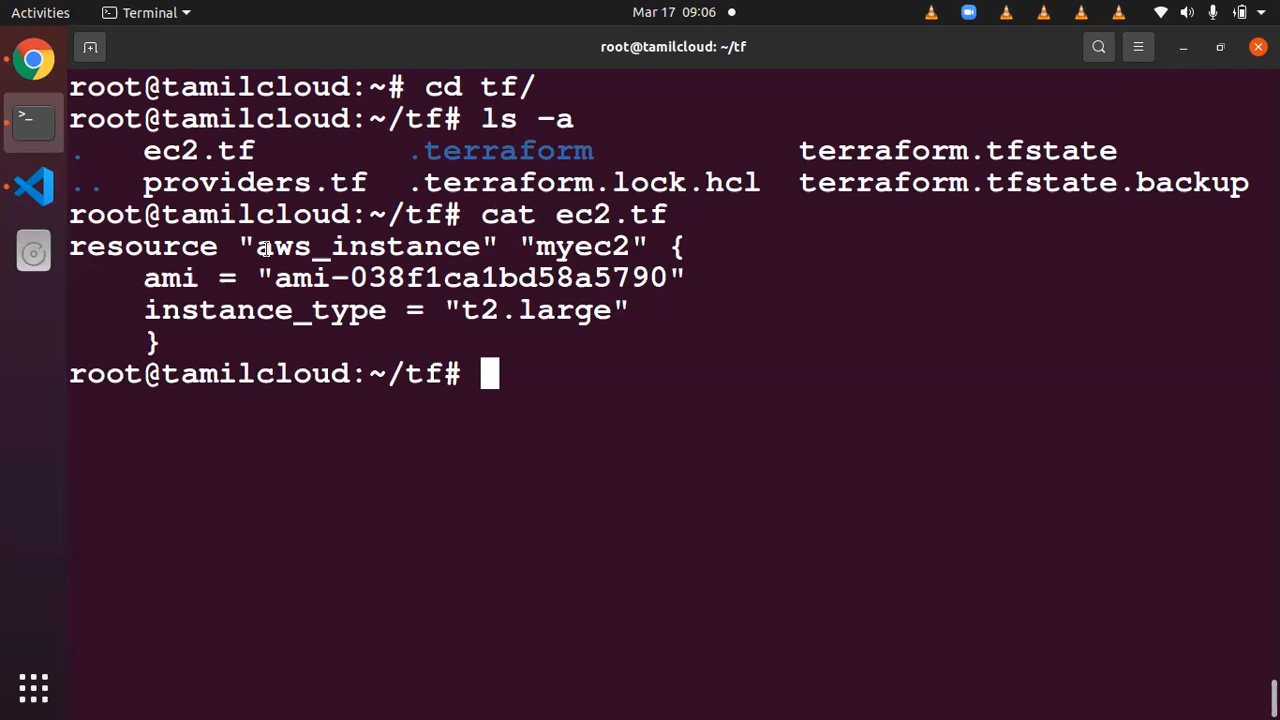 Activities Terminal Mar 17 09:06
root@tamilcloud: ~/tf
root@tamilcloud:~# cd tf/
root@tamilcloud:~/tf# ls -a
. ec2.tf .terraform terraform.tfstate
.. providers.tf .terraform.lock.hcl terraform.tfstate.backup
root@tamilcloud:~/tf# cat ec2.tf
resource "aws_instance" "myec2" {
    ami = "ami-038f1ca1bd58a5790"
    instance_type = "t2.large"
    }
root@tamilcloud:~/tf#